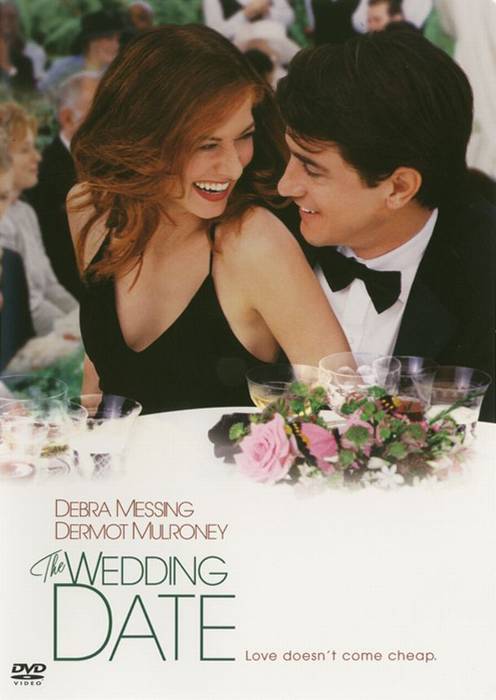 DEBRA MESSING
DERMOT MULRONEY
The WEDDING
DATE
Love doesn't come cheap.
DVD
VIDEO